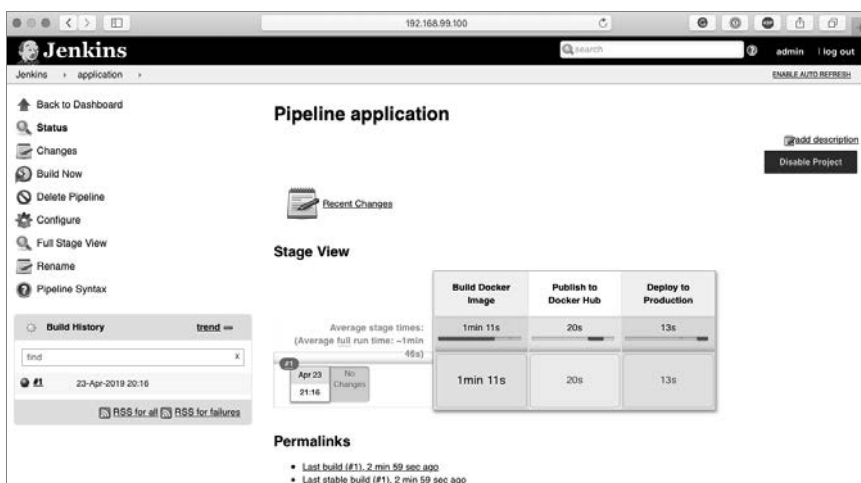 192.168.99.100
Jenkins
search
admin
log out
Jenkins
application
ENABLE AUTO REFRESH
Back to Dashboard
Status
Changes
Build Now
Delete Pipeline
Configure
Full Stage View
Rename
Pipeline Syntax
Build History
trend
find
x
#1
23-Apr-2019 20:16
RSS for all
RSS for failures
Pipeline application
add description
Disable Project
Recent Changes
Stage View
Build Docker
Image
Publish to
Docker Hub
Deploy to
Production
Average stage times:
(Average full run time: ~1min
46s)
1min 11s
20s
13s
#1
Apr 23
21:16
No
Changes
1min 11s
20s
13s
Permalinks
Last build (#1), 2 min 59 sec ago
Last stable build (#1), 2 min 59 sec ago